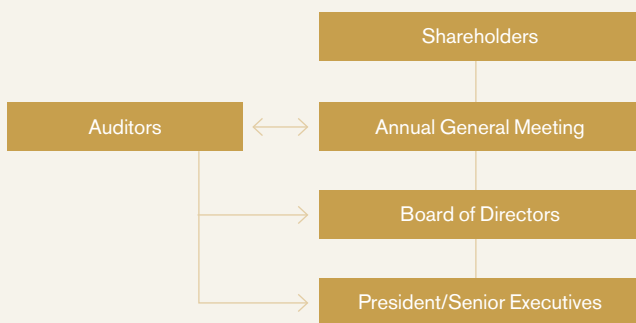 Shareholders
Auditors
Annual General Meeting
Board of Directors
President/Senior Executives